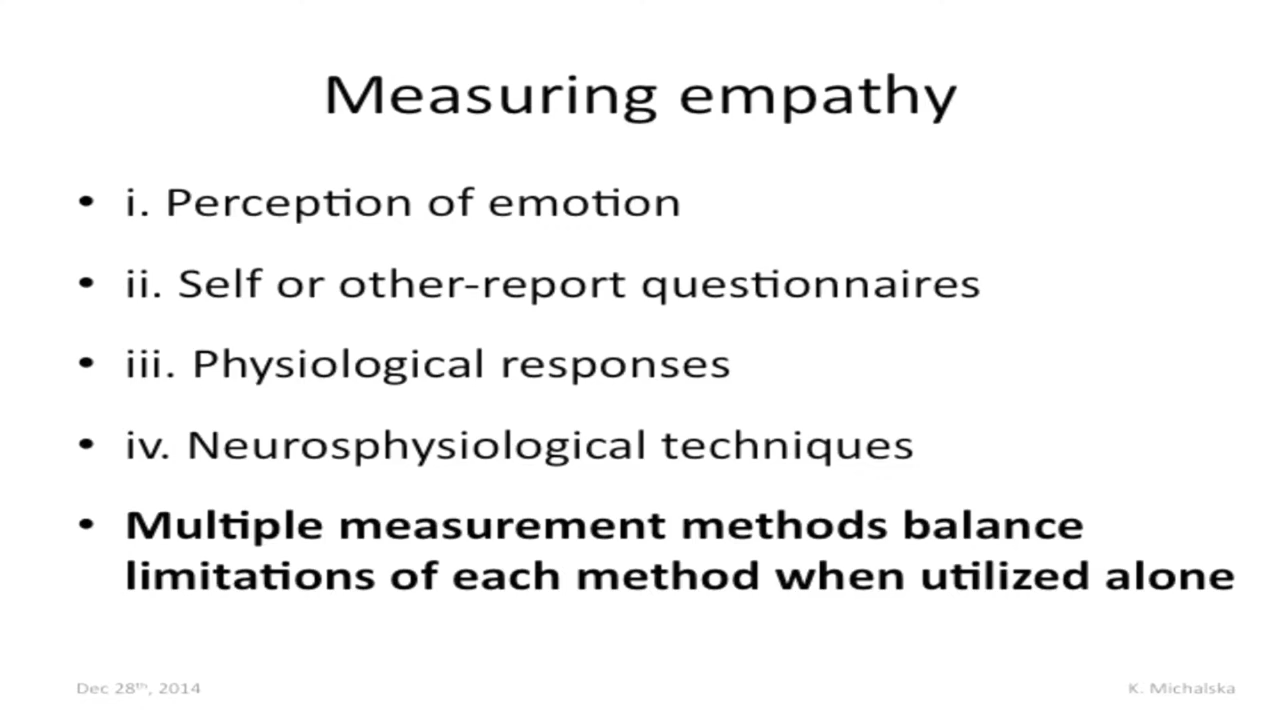 Measuring empathy
• i. Perception of emotion
• ii. Self or other-report questionnaires
• iii. Physiological responses
• iv. Neurosphysiological techniques
• Multiple measurement methods balance
limitations of each method when utilized alone
Dec 28th, 2014
K. Michalska